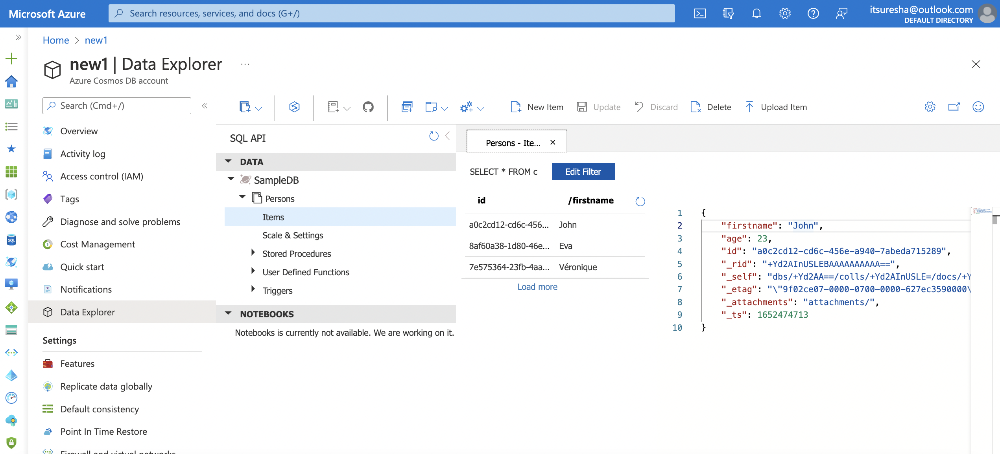 Microsoft Azure
Search resources, services, and docs (G+/)
itsuresha@outlook.com
DEFAULT DIRECTORY
Home > new1
new1 | Data Explorer ...
Azure Cosmos DB account
Search (Cmd+/)
Overview
Activity log
Access control (IAM)
Tags
Diagnose and solve problems
Cost Management
Quick start
Notifications
Data Explorer
Settings
Features
Replicate data globally
Default consistency
Point In Time Restore
Firewall and virtual networks
New Item
Update
Discard
Delete
Upload Item
SQL API
DATA
SampleDB
Persons
Items
Scale & Settings
Stored Procedures
User Defined Functions
Triggers
NOTEBOOKS
Notebooks is currently not available. We are working on it.
Persons - Ite...
SELECT * FROM c
Edit Filter
id /firstname
a0c2cd12-cd6c-456... John
8af60a38-1d80-46e... Eva
7e575364-23fb-4aa... Véronique
Load more
1 {
2 "firstname": "John",
3 "age": 23,
4 "id": "a0c2cd12-cd6c-456e-a940-7abeda715289",
5 "_rid": "+Yd2AInUSLEBAAAAAAAAAA==",
6 "_self": "dbs/+Yd2AA==/colls/+Yd2AInUSLE=/docs/+Y
7 "_etag": "\"9f02ce07-0000-0700-0000-627ec3590000\
8 "_attachments": "attachments/",
9 "_ts": 1652474713
10 }